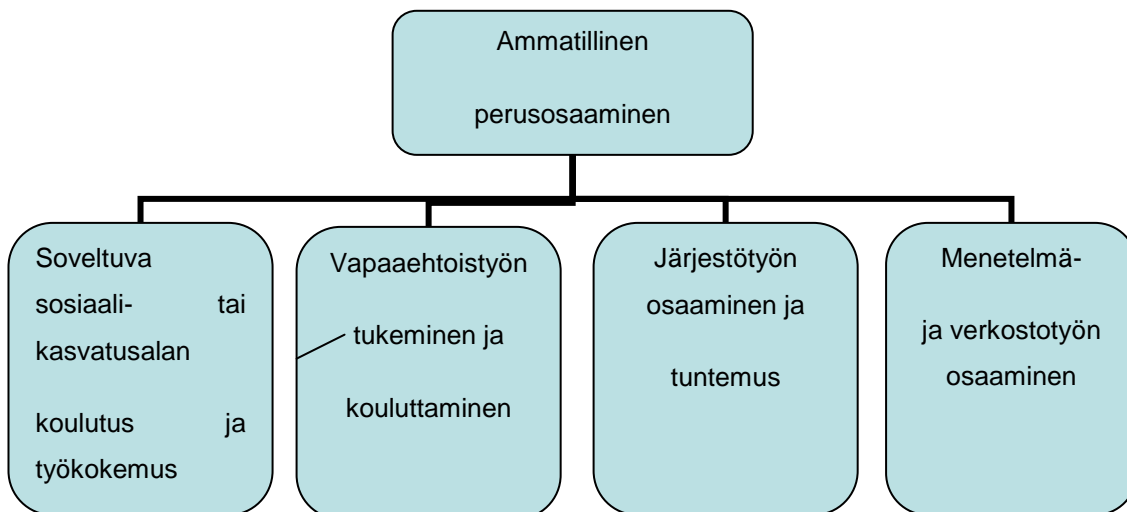 Ammatillinen
perusosaaminen
Soveltuva
sosiaali- tai
kasvatusalan
koulutus ja
työkokemus
Vapaaehtoistyön
tukeminen ja
kouluttaminen
Järjestötyön
osaaminen ja
tuntemus
Menetelmä-
ja verkostotyön
osaaminen